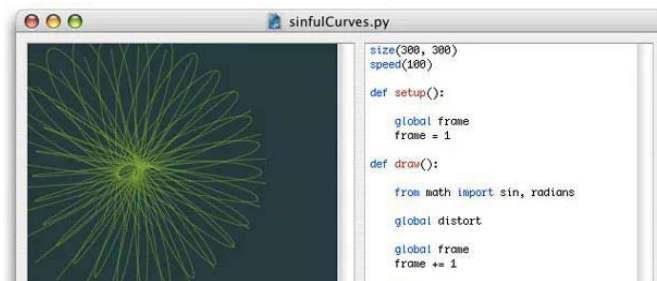 sinfulCurves.py
size(300, 300)
speed(100)
def setup():
global frame
frame = 1
def draw():
from math import sin, radians
global distort
global frame
frame += 1